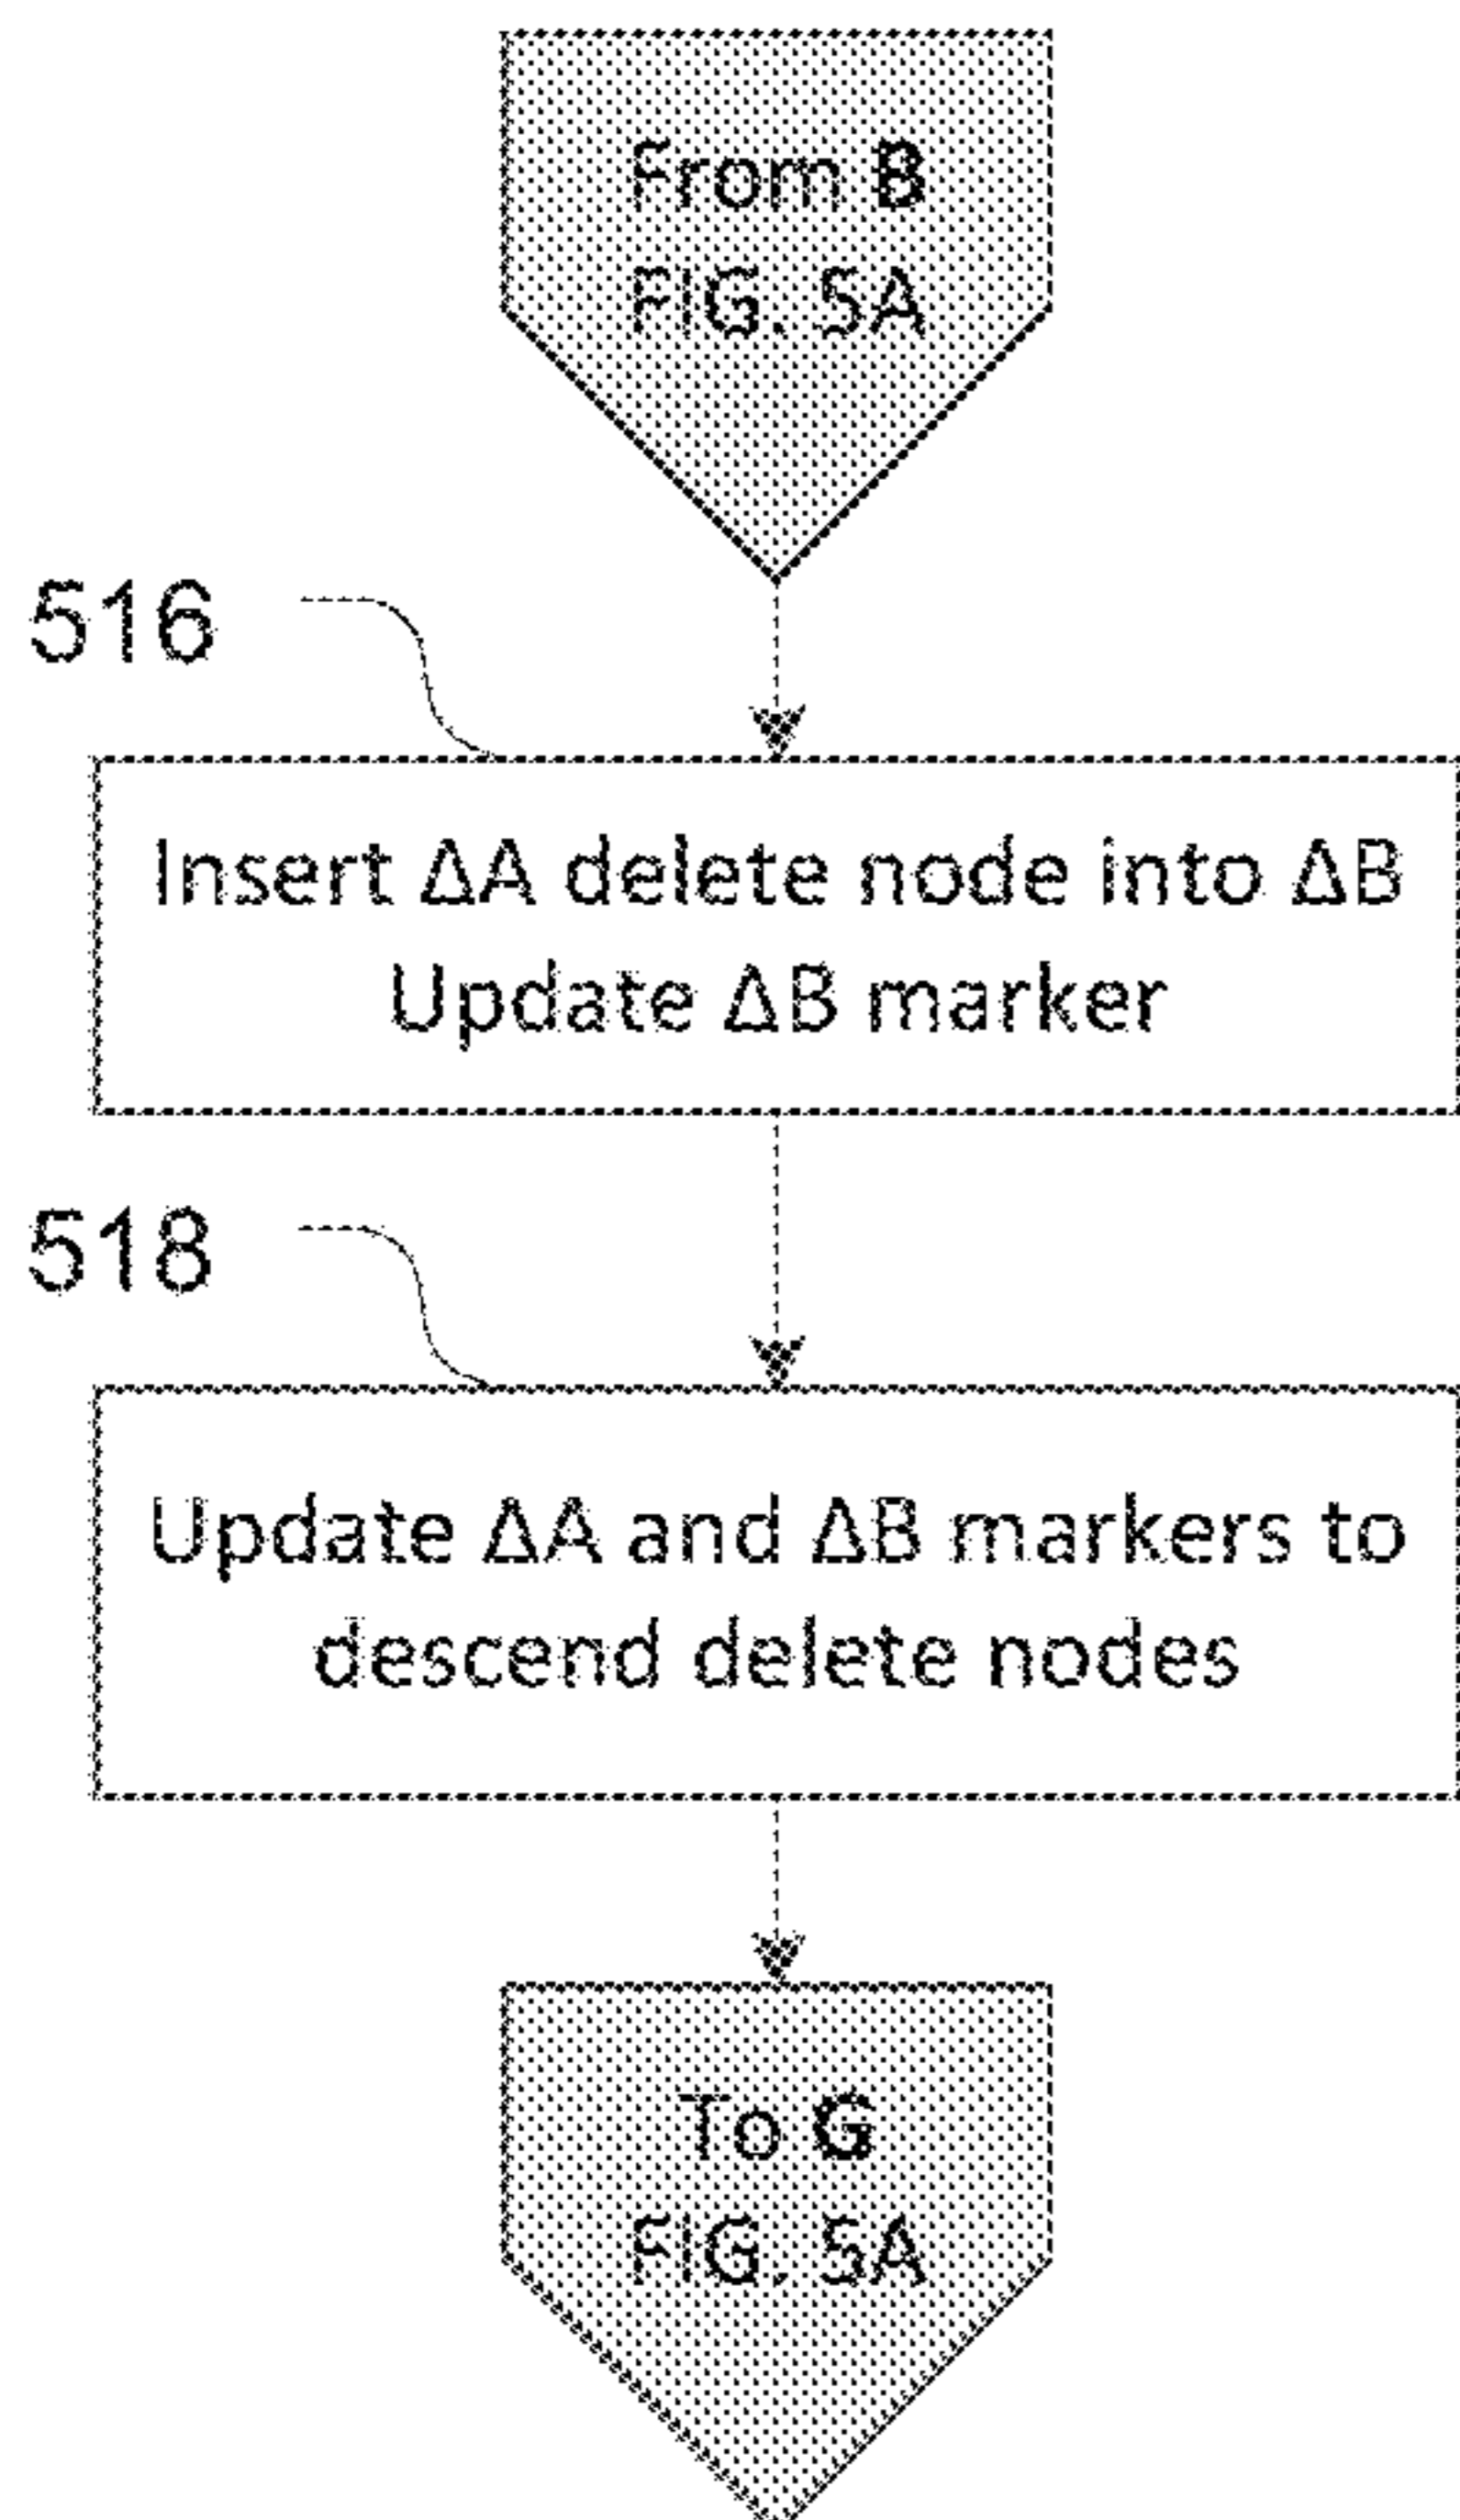 From B
FIG. 5A
516
Insert ΔA delete node into ΔB
Update ΔB marker
518
Update ΔA and ΔB markers to
descend delete nodes
To G
FIG. 5A